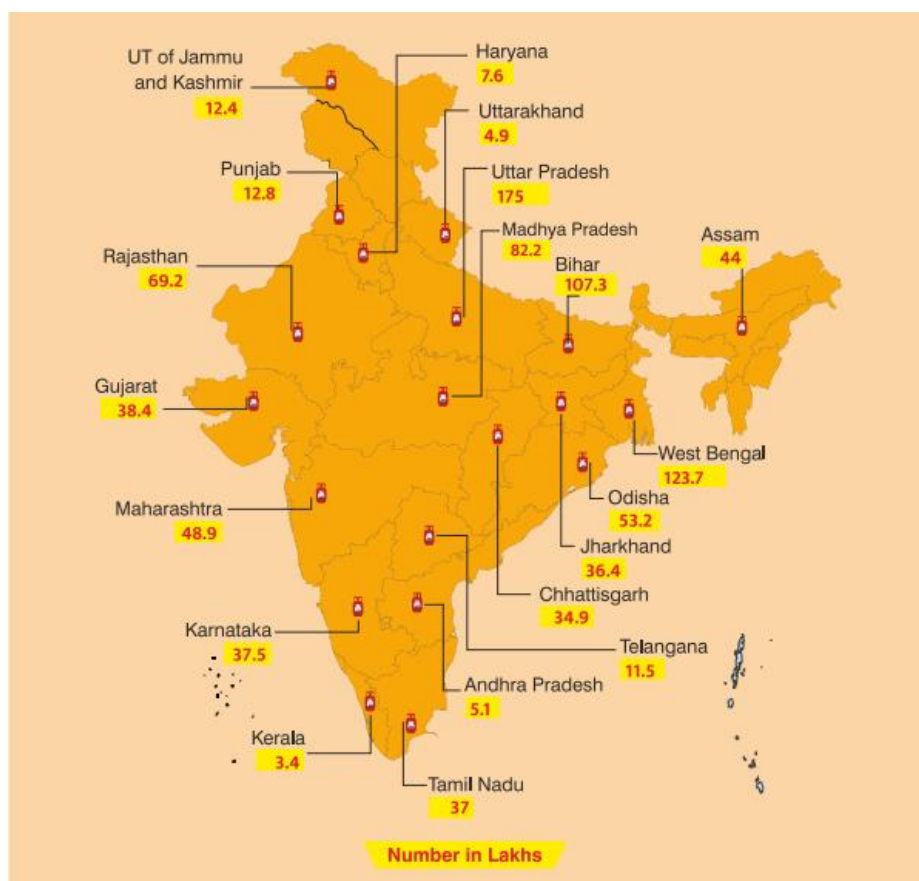 UT of Jammu
and Kashmir
12.4
Haryana
7.6
Uttarakhand
4.9
Punjab
12.8
Uttar Pradesh
175
Madhya Pradesh
82.2
Rajasthan
69.2
Bihar
107.3
Assam
44
Gujarat
38.4
West Bengal
123.7
Maharashtra
48.9
Odisha
53.2
Jharkhand
36.4
Chhattisgarh
34.9
Karnataka
37.5
Telangana
11.5
Andhra Pradesh
5.1
Kerala
3.4
Tamil Nadu
37
Number in Lakhs